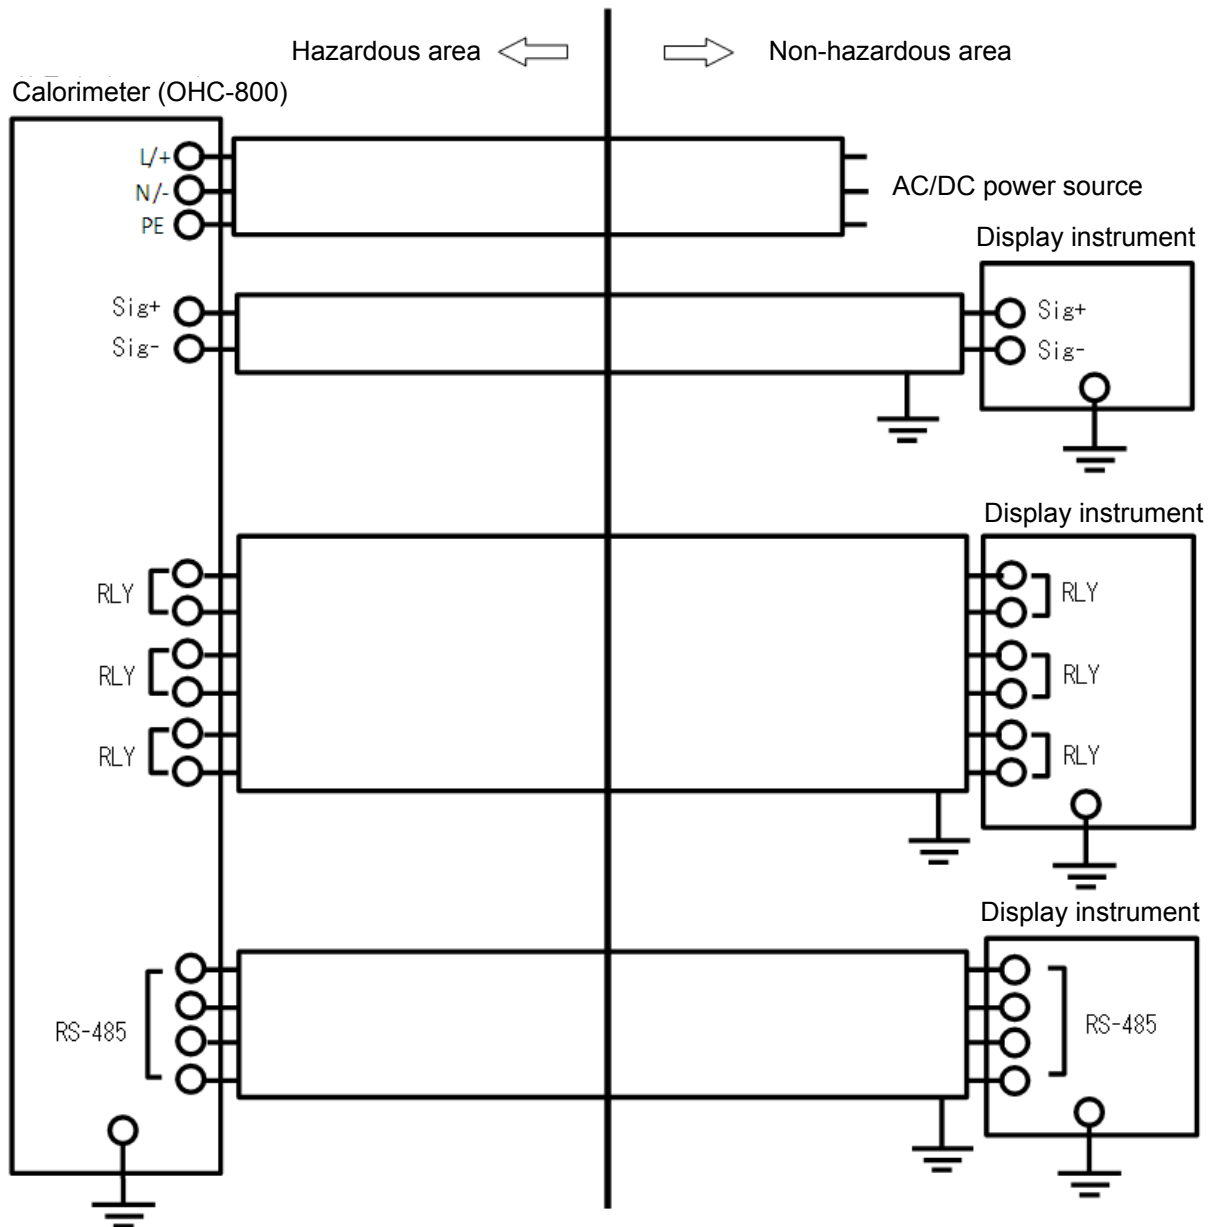 Hazardous area
Non-hazardous area
Calorimeter (OHC-800)
L/+
N/-
PE
AC/DC power source
Display instrument
Sig+
Sig-
Sig+
Sig-
Display instrument
RLY
RLY
RLY
RLY
RLY
RLY
Display instrument
RS-485
RS-485